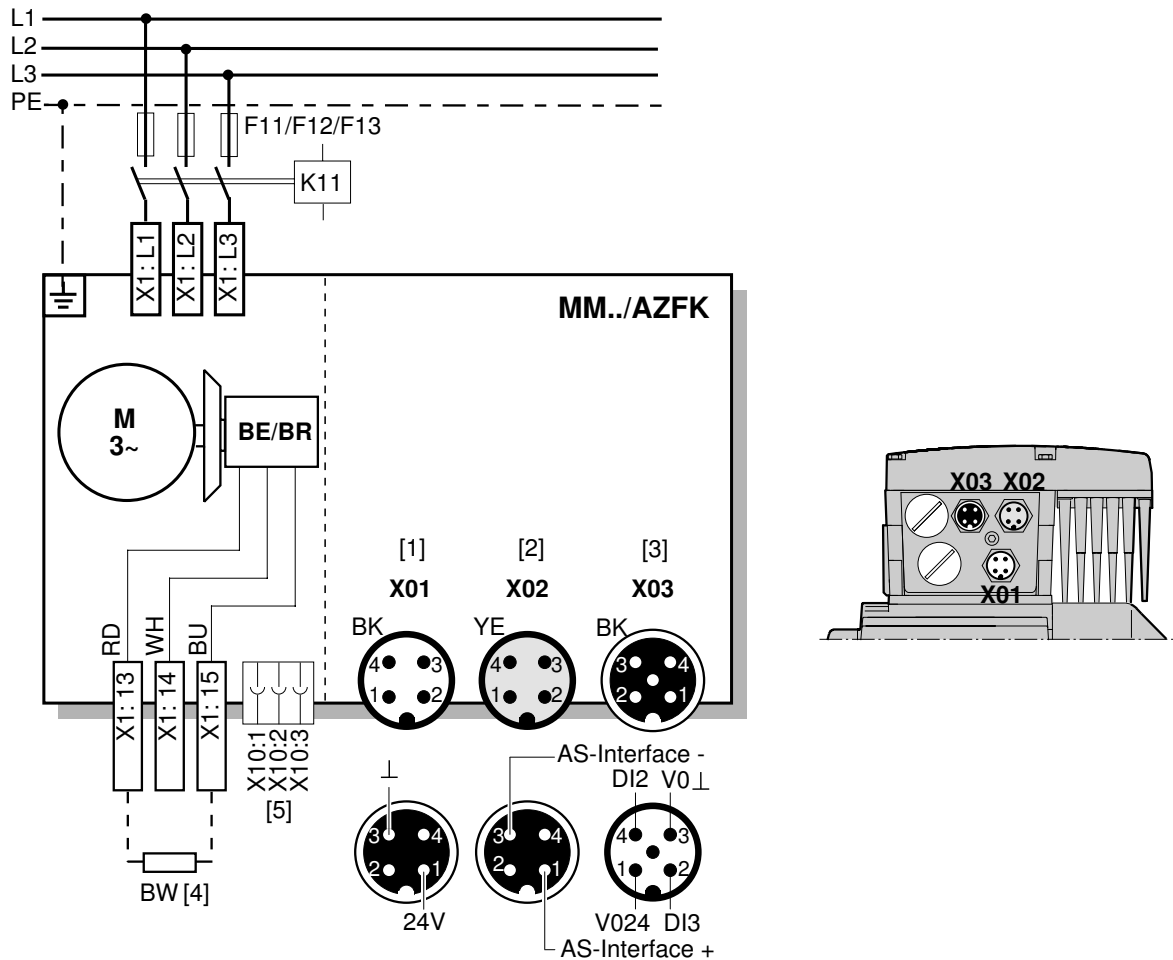 L1
L2
L3
PE
F11/F12/F13
K11
X1: L1
X1: L2
X1: L3
MM../AZFK
M
3~
BE/BR
X03 X02
X01
[1]
[2]
[3]
X01
X02
X03
RD
WH
BU
BK
YE
BK
4 3
1 2
4 3
1 2
3 4
2 1
X1: 13
X1: 14
X1: 15
X10:1
X10:2
X10:3
[5]
AS-Interface -
DI2 V0⊥
⊥
3 4
2 1
3 4
2 1
4 3
1 2
BW [4]
24V
V024 DI3
AS-Interface +